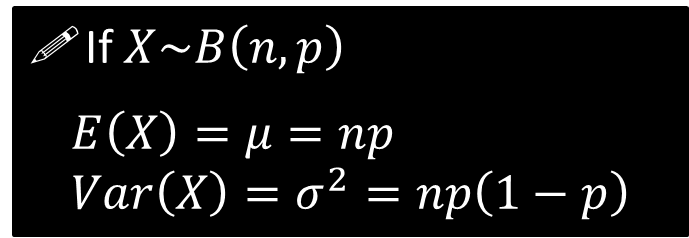 If X~B(n, p)
E(X) = μ = np
Var(X) = σ² = np(1 − p)